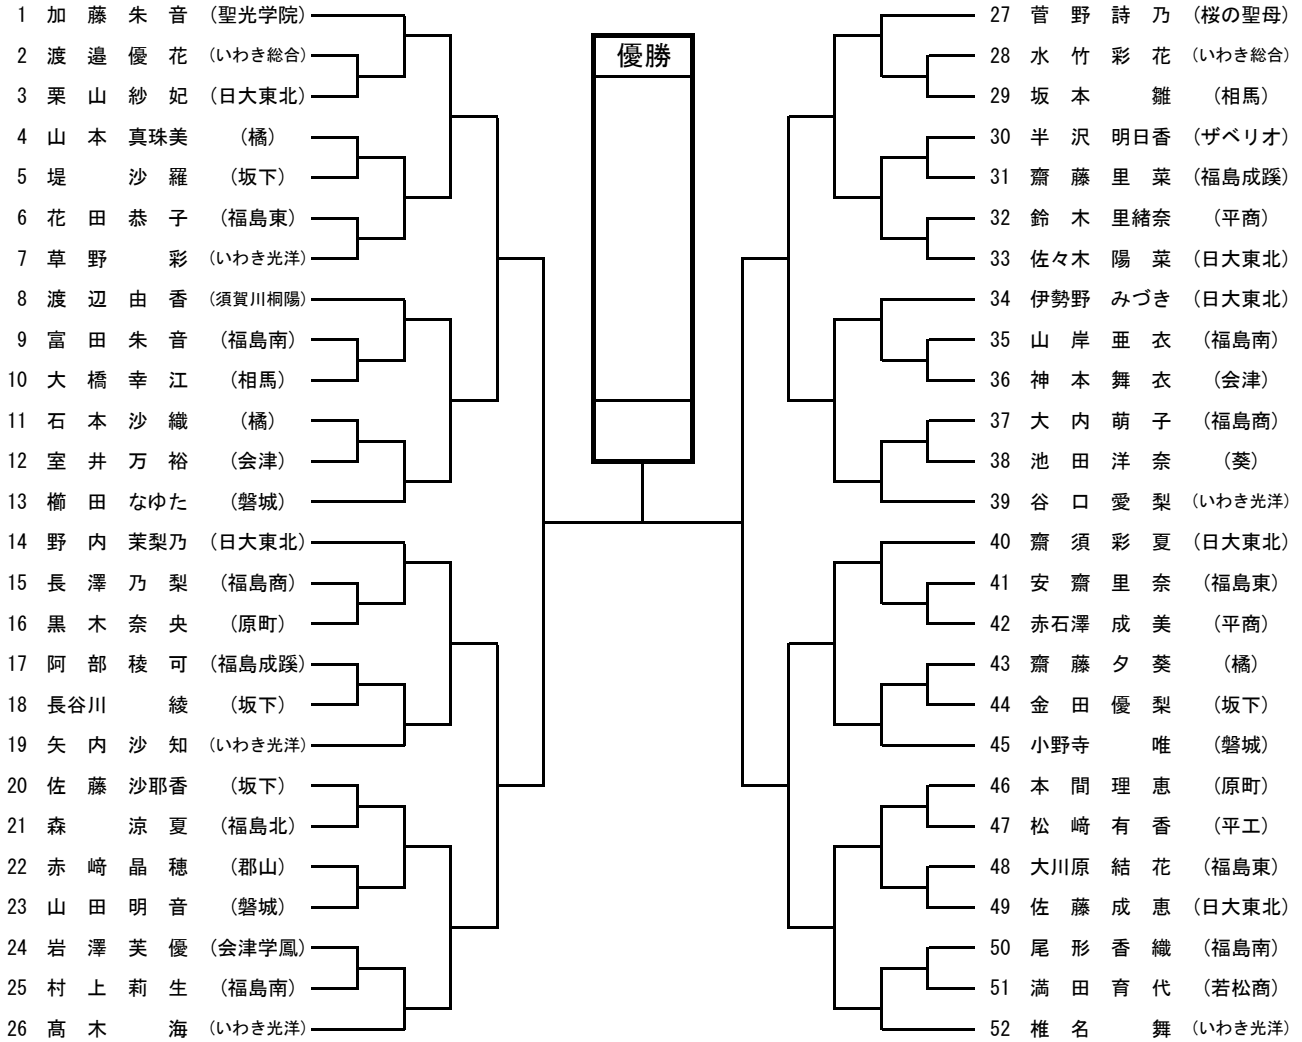 1 加藤朱音 (聖光学院)
2 渡邉優花 (いわき総合)
3 栗山紗妃 (日大東北)
4 山本真珠美 (橘)
5 堤沙羅 (坂下)
6 花田恭子 (福島東)
7 草野彩 (いわき光洋)
8 渡辺由香 (須賀川桐陽)
9 富田朱音 (福島南)
10 大橋幸江 (相馬)
11 石本沙織 (橘)
12 室井万裕 (会津)
13 櫛田なゆた (磐城)
14 野内茉梨乃 (日大東北)
15 長澤乃梨 (福島商)
16 黒木奈央 (原町)
17 阿部稜可 (福島成蹊)
18 長谷川綾 (坂下)
19 矢内沙知 (いわき光洋)
20 佐藤沙耶香 (坂下)
21 森涼夏 (福島北)
22 赤﨑晶穂 (郡山)
23 山田明音 (磐城)
24 岩澤芙優 (会津学鳳)
25 村上莉生 (福島南)
26 髙木海 (いわき光洋)
優勝
27 菅野詩乃 (桜の聖母)
28 水竹彩花 (いわき総合)
29 坂本雛 (相馬)
30 半沢明日香 (ザベリオ)
31 齋藤里菜 (福島成蹊)
32 鈴木里緒奈 (平商)
33 佐々木陽菜 (日大東北)
34 伊勢野みづき (日大東北)
35 山岸亜衣 (福島南)
36 神本舞衣 (会津)
37 大内萌子 (福島商)
38 池田洋奈 (葵)
39 谷口愛梨 (いわき光洋)
40 齋須彩夏 (日大東北)
41 安齋里奈 (福島東)
42 赤石澤成美 (平商)
43 齋藤夕葵 (橘)
44 金田優梨 (坂下)
45 小野寺唯 (磐城)
46 本間理恵 (原町)
47 松﨑有香 (平工)
48 大川原結花 (福島東)
49 佐藤成恵 (日大東北)
50 尾形香織 (福島南)
51 満田育代 (若松商)
52 椎名舞 (いわき光洋)